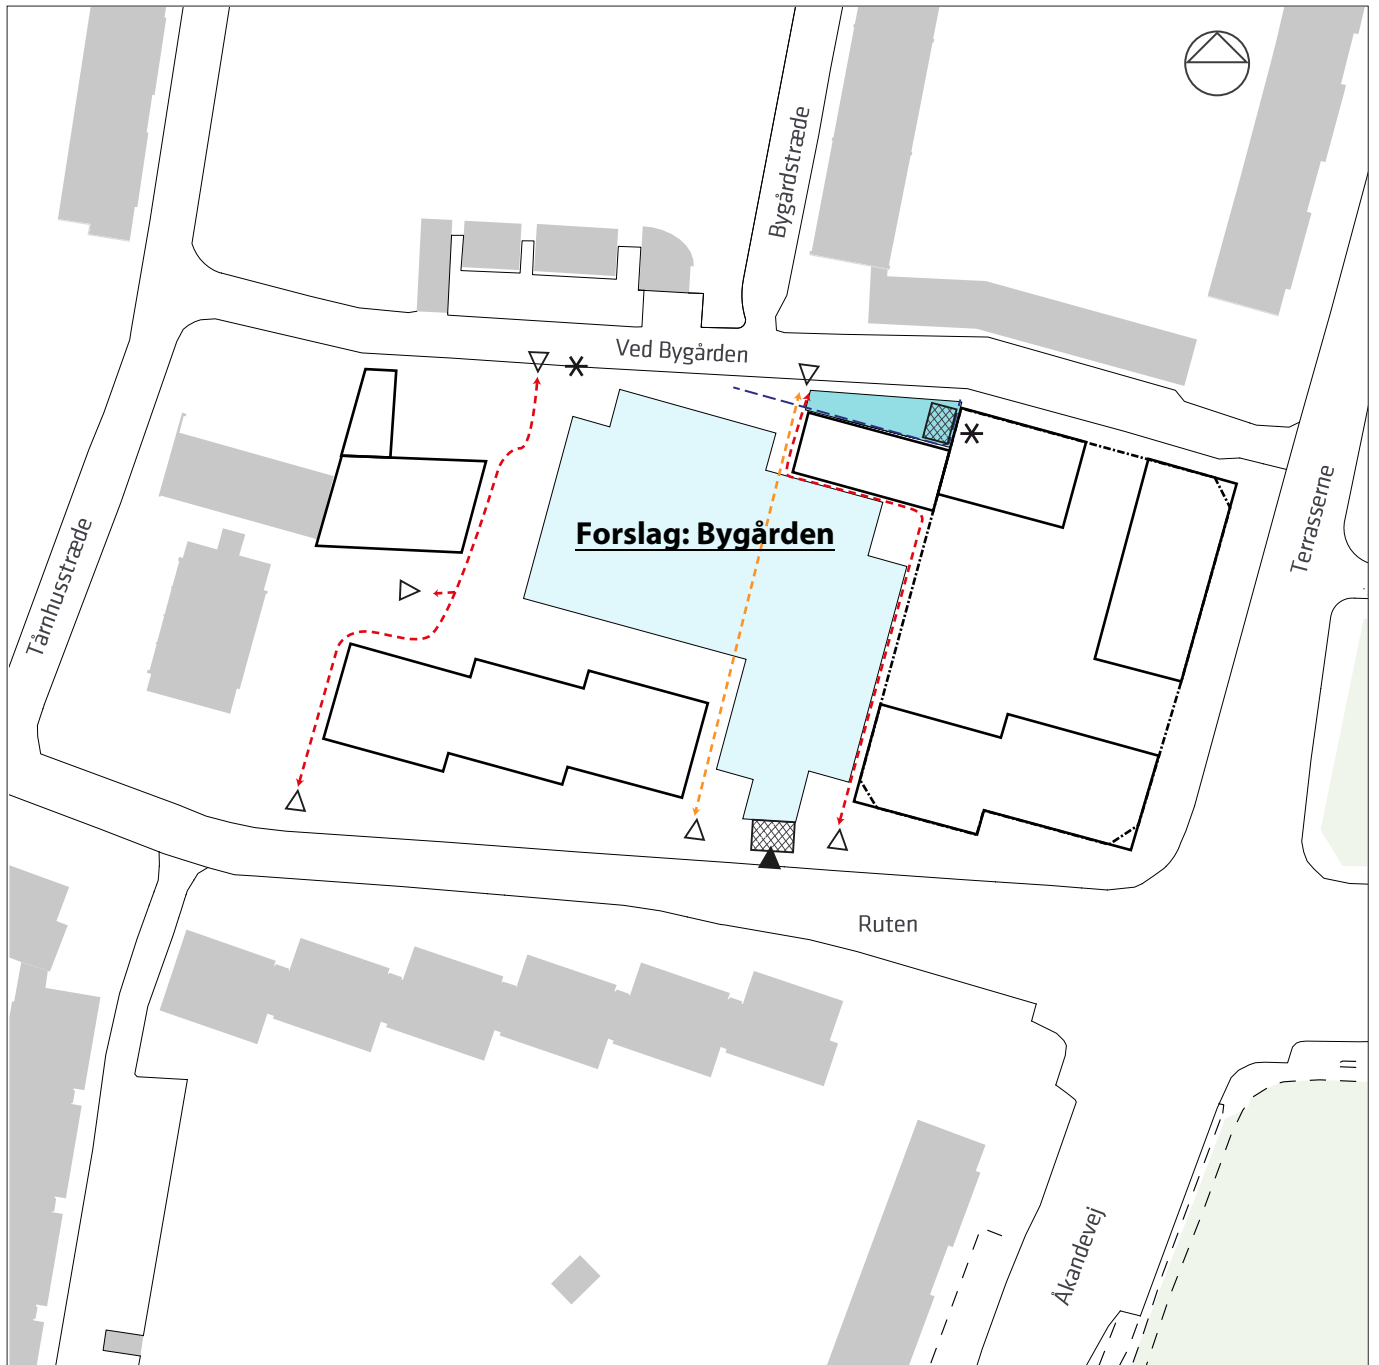 Bygårdstræde
Ved Bygården
Forslag: Bygården
Terrasserne
Tårnhusstræde
Ruten
Åkandevej